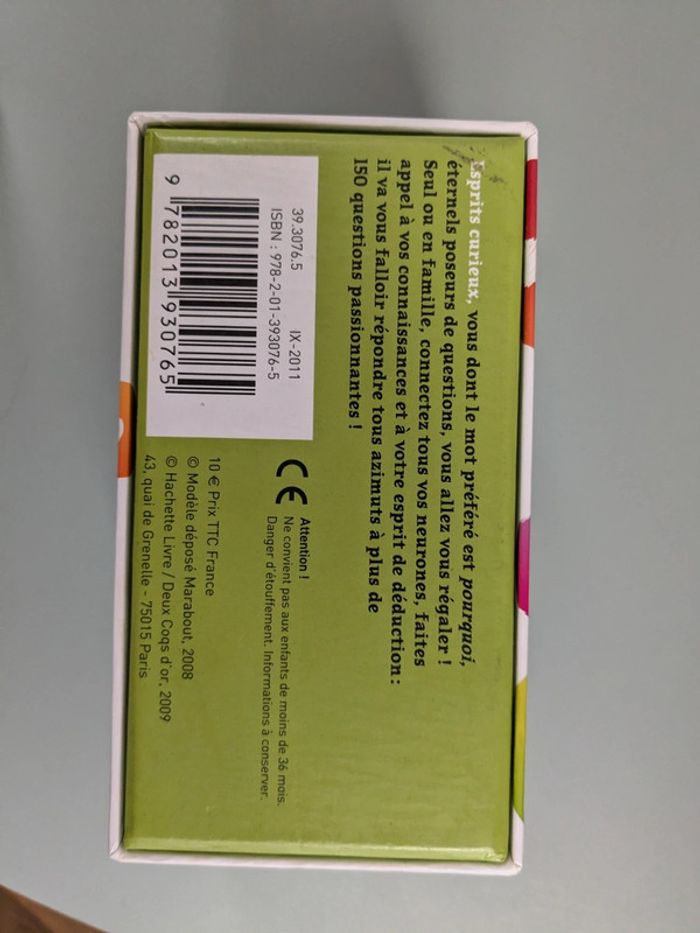 Esprits curieux, vous dont le mot préféré est pourquoi,
éternels poseurs de questions, vous allez vous régaler !
Seul ou en famille, connectez tous vos neurones, faites
appel à vos connaissances et à votre esprit de déduction :
il va vous falloir répondre tous azimuts à plus de
150 questions passionnantes !
39.3076.5 IX-2011
ISBN : 978-2-01-393076-5
9 782013 930765
CE
Attention !
Ne convient pas aux enfants de moins de 36 mois.
Danger d'étouffement. Informations à conserver.
10 € Prix TTC France
© Modèle déposé Marabout, 2008
© Hachette Livre / Deux Coqs d'or, 2009
43, quai de Grenelle - 75015 Paris